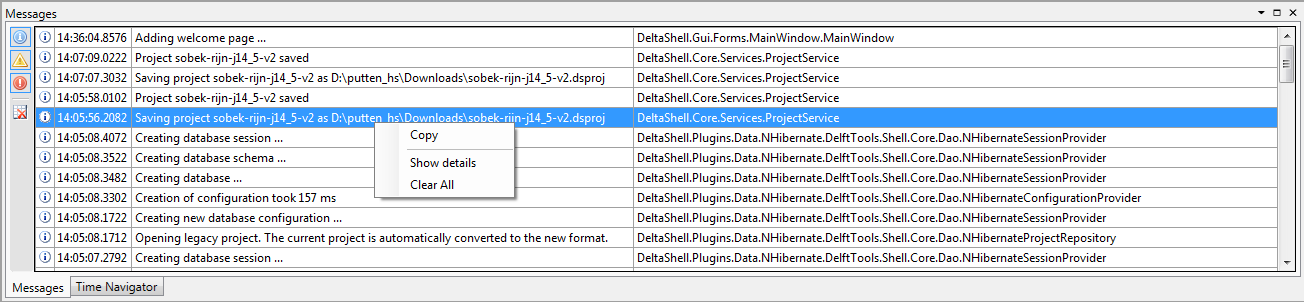 Messages
14:36:04.8576 Adding welcome page ... DeltaShell.Gui.Forms.MainWindow.MainWindow
14:07:09.0222 Project sobek-rijn-j14_5-v2 saved DeltaShell.Core.Services.ProjectService
14:07:07.3032 Saving project sobek-rijn-j14_5-v2 as D:\putten_hs\Downloads\sobek-rijn-j14_5-v2.dsproj DeltaShell.Core.Services.ProjectService
14:05:58.0102 Project sobek-rijn-j14_5-v2 saved DeltaShell.Core.Services.ProjectService
14:05:56.2082 Saving project sobek-rijn-j14_5-v2 as D:\putten_hs\Downloads\sobek-rijn-j14_5-v2.dsproj DeltaShell.Core.Services.ProjectService
14:05:08.4072 Creating database session ... DeltaShell.Plugins.Data.NHibernate.DelftTools.Shell.Core.Dao.NHibernateSessionProvider
14:05:08.3522 Creating database schema ... DeltaShell.Plugins.Data.NHibernate.DelftTools.Shell.Core.Dao.NHibernateSessionProvider
14:05:08.3482 Creating database ... DeltaShell.Plugins.Data.NHibernate.DelftTools.Shell.Core.Dao.NHibernateSessionProvider
14:05:08.3302 Creation of configuration took 157 ms DeltaShell.Plugins.Data.NHibernate.DelftTools.Shell.Core.Dao.NHibernateConfigurationProvider
14:05:08.1722 Creating new database configuration ... DeltaShell.Plugins.Data.NHibernate.DelftTools.Shell.Core.Dao.NHibernateSessionProvider
14:05:08.1712 Opening legacy project. The current project is automatically converted to the new format. DeltaShell.Plugins.Data.NHibernate.DelftTools.Shell.Core.Dao.NHibernateProjectRepository
14:05:07.2792 Creating database session ... DeltaShell.Plugins.Data.NHibernate.DelftTools.Shell.Core.Dao.NHibernateSessionProvider
Copy
Show details
Clear All
Messages Time Navigator